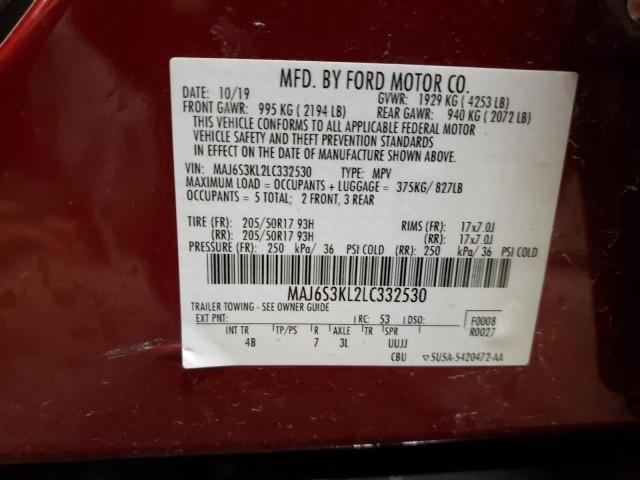 MFD. BY FORD MOTOR CO.
DATE: 10/19 GVWR: 1929 KG ( 4253 LB)
FRONT GAWR: 995 KG ( 2194 LB) REAR GAWR: 940 KG ( 2072 LB)
THIS VEHICLE CONFORMS TO ALL APPLICABLE FEDERAL MOTOR
VEHICLE SAFETY AND THEFT PREVENTION STANDARDS
IN EFFECT ON THE DATE OF MANUFACTURE SHOWN ABOVE.
VIN: MAJ6S3KL2LC332530 TYPE: MPV
MAXIMUM LOAD = OCCUPANTS + LUGGAGE = 375KG/ 827LB
OCCUPANTS = 5 TOTAL; 2 FRONT, 3 REAR
TIRE (FR): 205/50R17 93H RIMS (FR): 17x7.0J
(RR): 205/50R17 93H (RR): 17x7.0J
PRESSURE (FR): 250 kPa/ 36 PSI COLD (RR): 250 kPa/ 36 PSI COLD
MAJ6S3KL2LC332530
TRAILER TOWING - SEE OWNER GUIDE
EXT PNT: RC: 53 DSO: F0008
R0027
INT TR TP/PS R AXLE TR SPR
4B 7 3L UUJJ
CBU ▽5U5A-5420472-AA